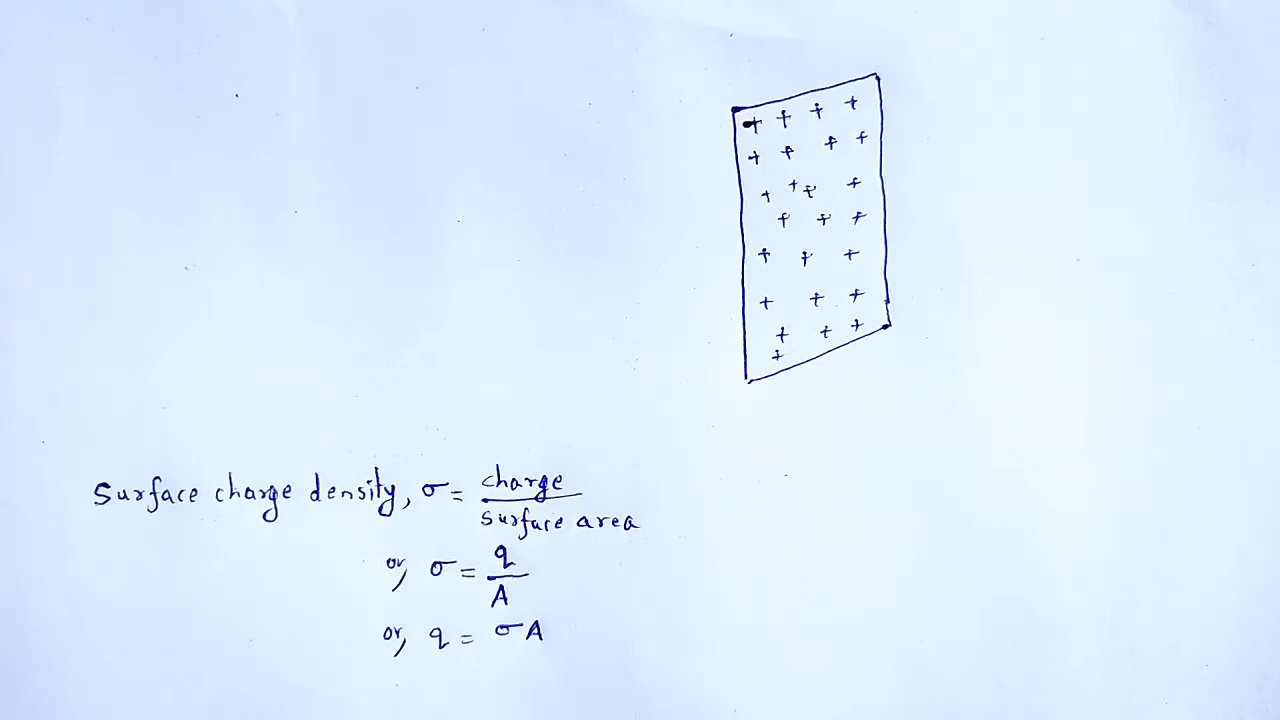 + + + +
+ + + +
+ + + +
+ + +
+ + +
+ + +
+ + +
+
Surface charge density, σ = charge / surface area
or, σ = q / A
or, q = σA